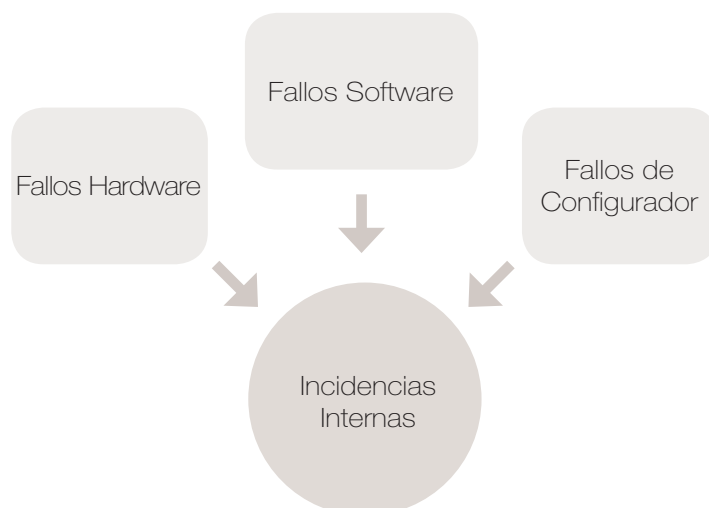 Fallos Software
Fallos Hardware
Fallos de
Configurador
Incidencias
Internas